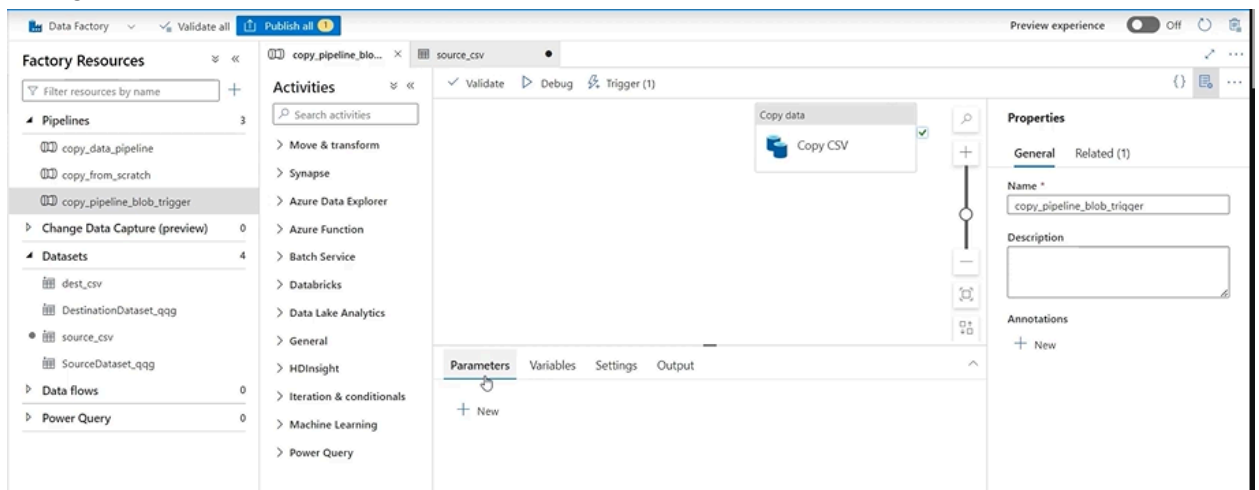 Data Factory
Validate all
Publish all 1
Preview experience
Off
Factory Resources
Filter resources by name
Pipelines 3
copy_data_pipeline
copy_from_scratch
copy_pipeline_blob_trigger
Change Data Capture (preview) 0
Datasets 4
dest_csv
DestinationDataset_qqg
source_csv
SourceDataset_qqg
Data flows 0
Power Query 0
copy_pipeline_blo...
source_csv
Activities
Search activities
Move & transform
Synapse
Azure Data Explorer
Azure Function
Batch Service
Databricks
Data Lake Analytics
General
HDInsight
Iteration & conditionals
Machine Learning
Power Query
Validate Debug Trigger (1)
Copy data
Copy CSV
Parameters Variables Settings Output
New
Properties
General Related (1)
Name *
copy_pipeline_blob_trigger
Description
Annotations
New